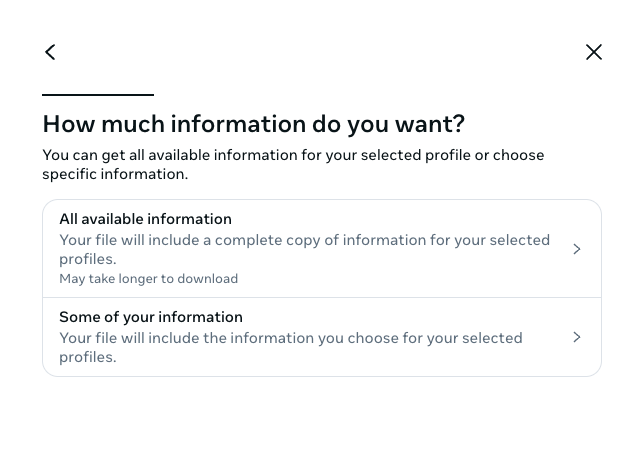 How much information do you want?
You can get all available information for your selected profile or choose
specific information.
All available information
Your file will include a complete copy of information for your selected
profiles.
May take longer to download
Some of your information
Your file will include the information you choose for your selected
profiles.